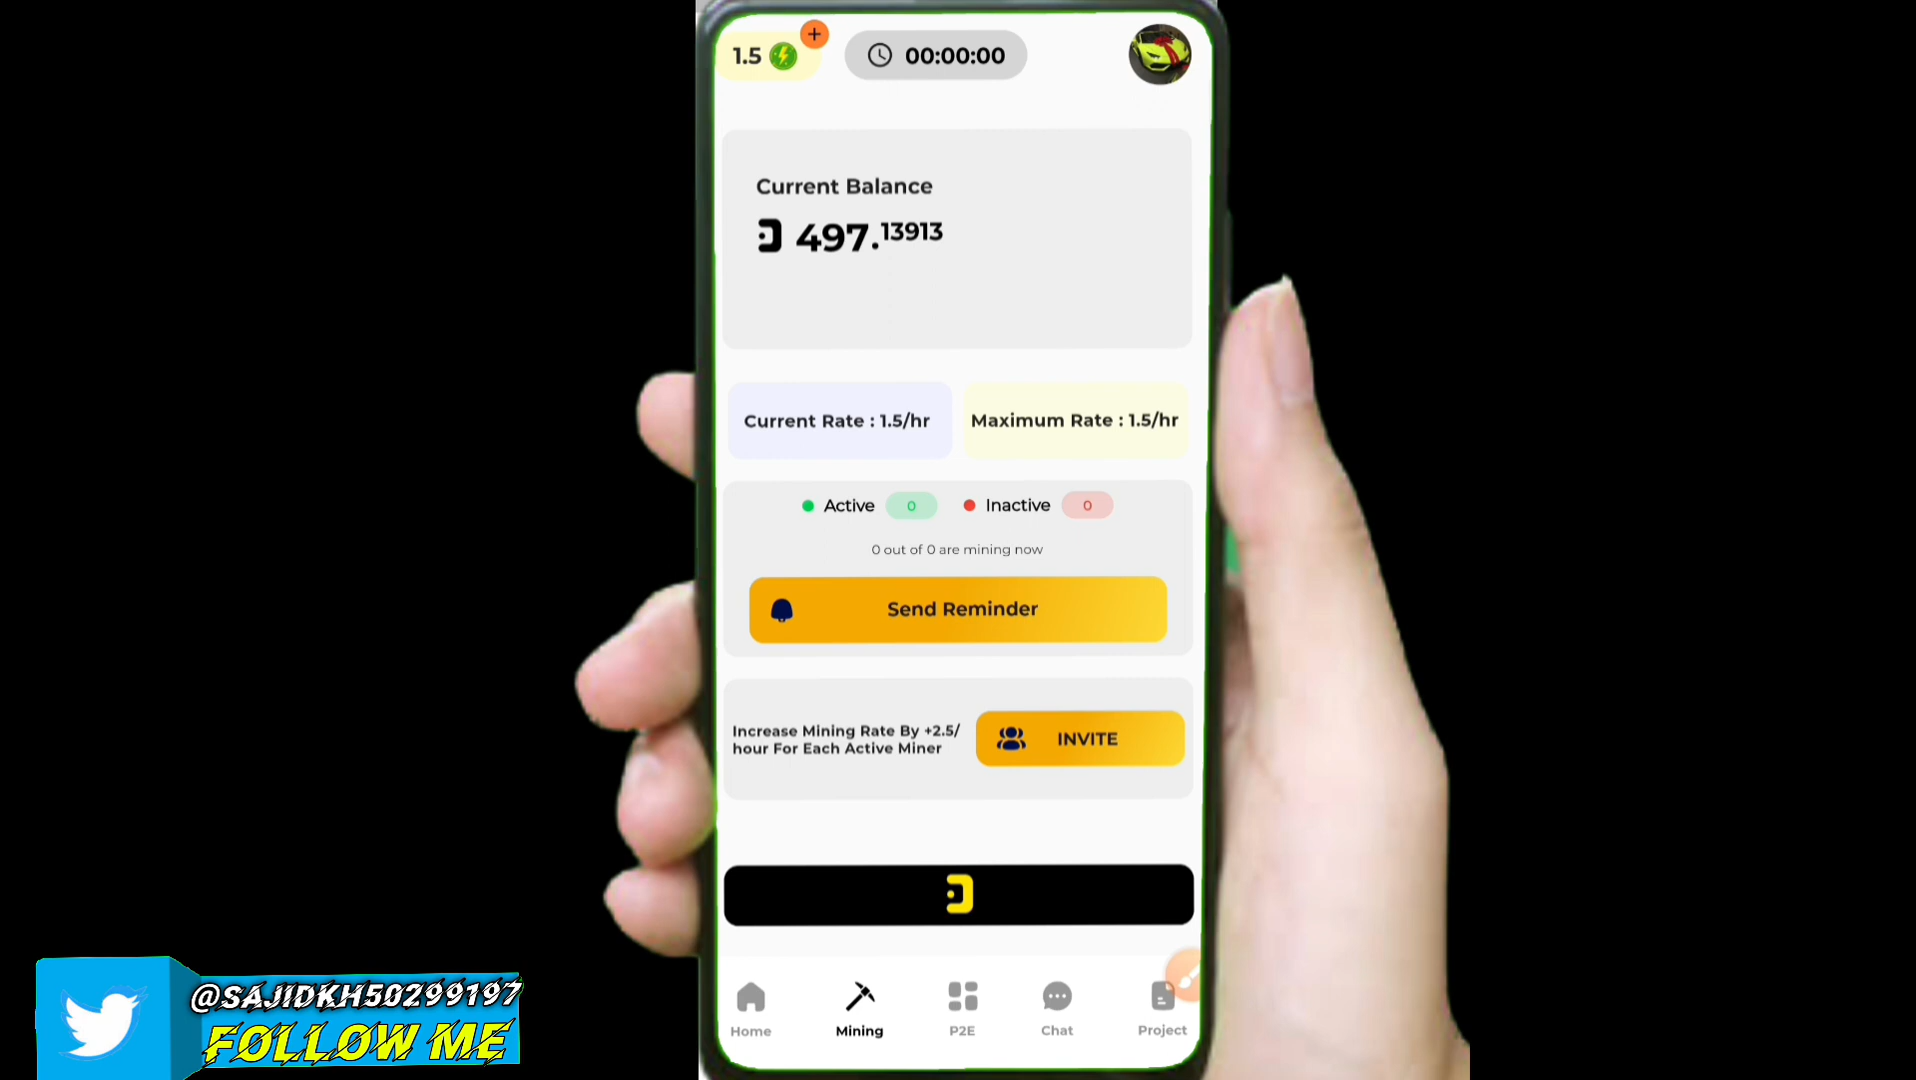 1.5
00:00:00
Current Balance
497.13913
Current Rate : 1.5/hr
Maximum Rate : 1.5/hr
Active 0
Inactive 0
0 out of 0 are mining now
Send Reminder
Increase Mining Rate By +2.5/
hour For Each Active Miner
INVITE
Home
Mining
P2E
Chat
Project
@SAJIDKH50299197
FOLLOW ME